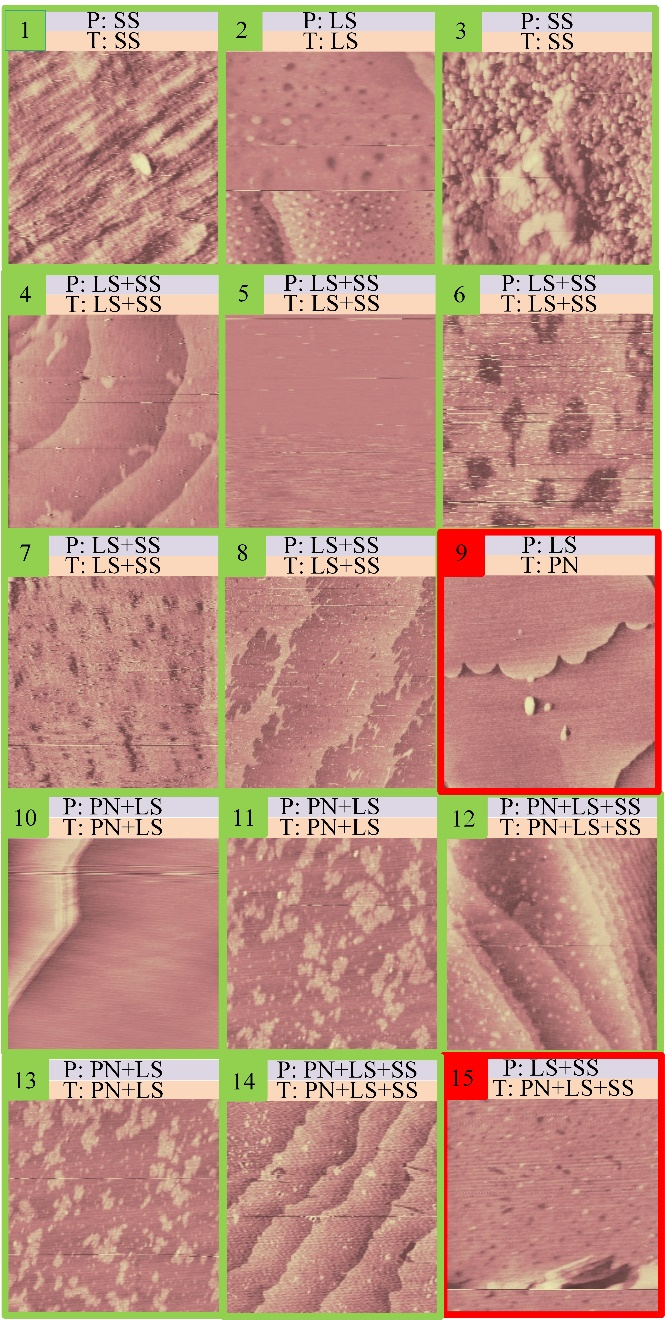 1
P: SS
T: SS
2
P: LS
T: LS
3
P: SS
T: SS
4
P: LS+SS
T: LS+SS
5
P: LS+SS
T: LS+SS
6
P: LS+SS
T: LS+SS
7
P: LS+SS
T: LS+SS
8
P: LS+SS
T: LS+SS
9
P: LS
T: PN
10
P: PN+LS
T: PN+LS
11
P: PN+LS
T: PN+LS
12
P: PN+LS+SS
T: PN+LS+SS
13
P: PN+LS
T: PN+LS
14
P: PN+LS+SS
T: PN+LS+SS
15
P: LS+SS
T: PN+LS+SS